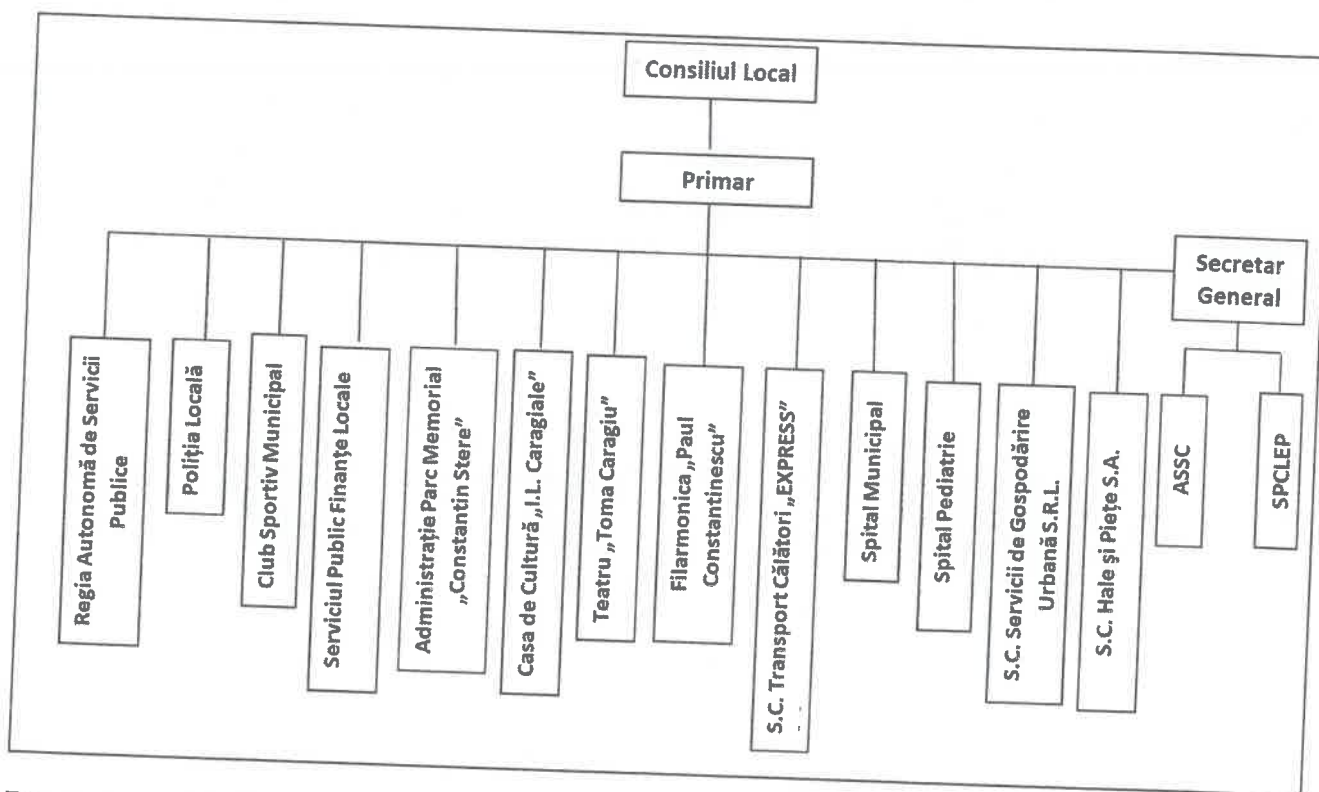 Consiliul Local
Primar
Secretar
General
Regia Autonomă de Servicii
Publice
Poliția Locală
Club Sportiv Municipal
Serviciul Public Finanțe Locale
Administrație Parc Memorial
„Constantin Stere”
Casa de Cultură „I.L. Caragiale”
Teatru „Toma Caragiu”
Filarmonica „Paul
Constantinescu”
S.C. Transport Călători „EXPRESS”
Spital Municipal
Spital Pediatrie
S.C. Servicii de Gospodărire
Urbană S.R.L.
S.C. Hale și Piețe S.A.
ASSC
SPCLEP